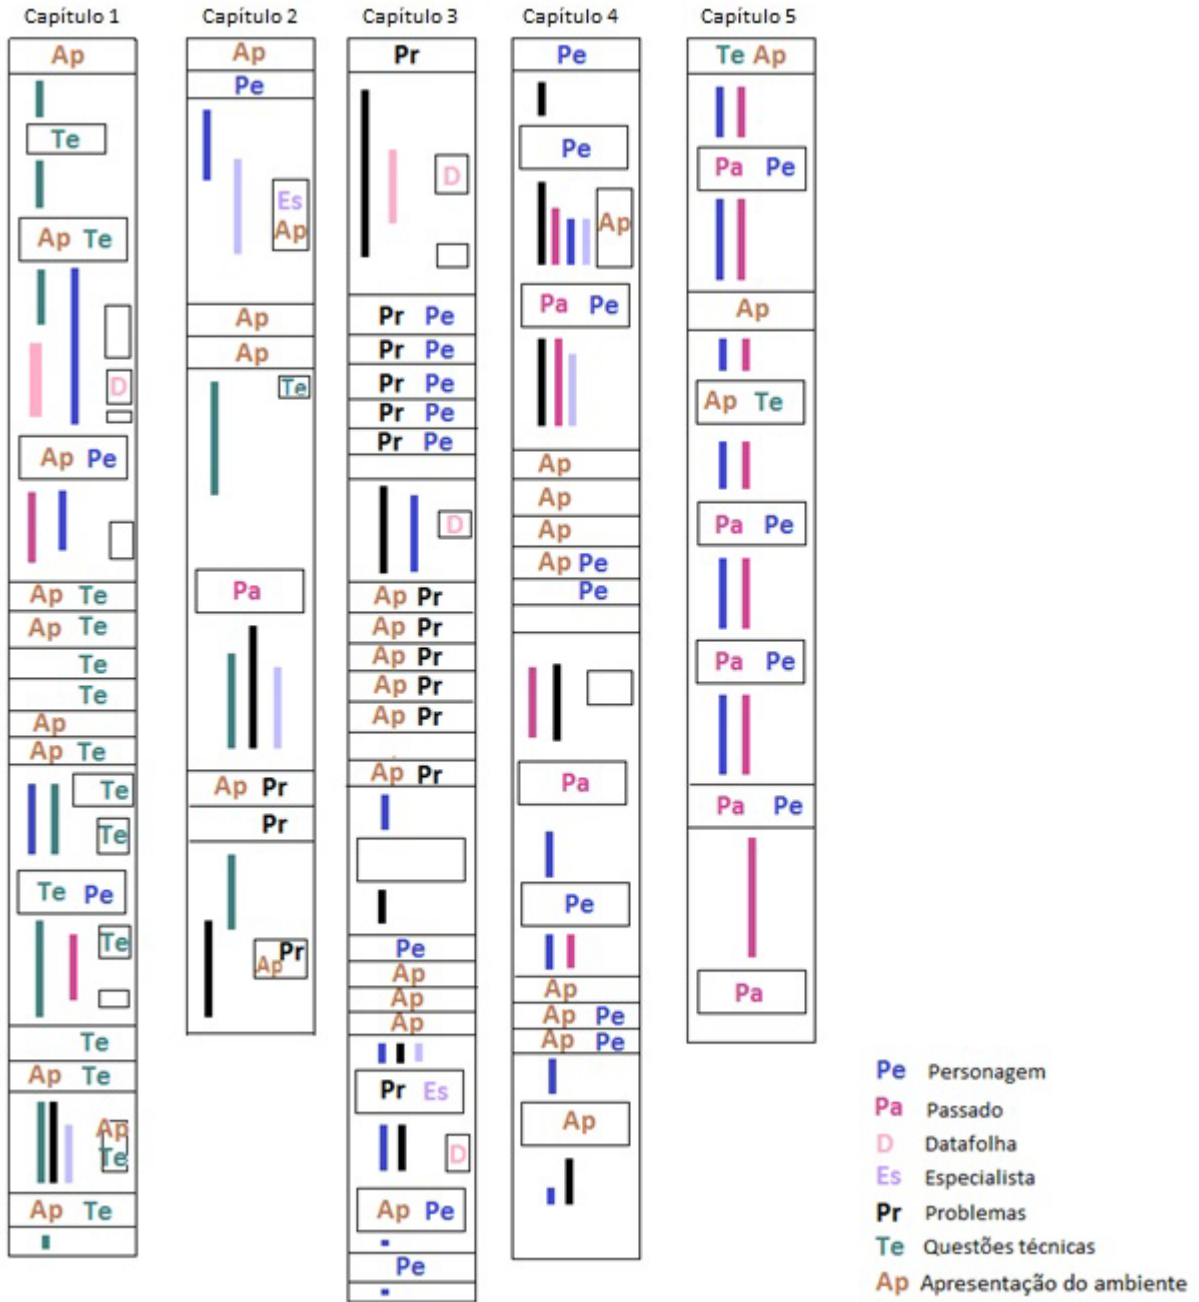 Capítulo 1
Ap
Te
Ap Te
D
Ap Pe
Ap Te
Ap Te
Te
Te
Ap
Ap Te
Te
Te
Te Pe
Te
Te
Ap Te
Ap
Te
Ap Te
Capítulo 2
Ap
Pe
Es
Ap
Ap
Ap
Te
Pa
Ap Pr
Pr
Pr
Ap
Capítulo 3
Pr
D
Pr Pe
Pr Pe
Pr Pe
Pr Pe
Pr Pe
D
Ap Pr
Ap Pr
Ap Pr
Ap Pr
Ap Pr
Ap Pr
Pe
Ap
Ap
Ap
Pr Es
D
Ap Pe
Pe
Capítulo 4
Pe
Pe
Ap
Pa Pe
Ap
Ap
Ap
Ap Pe
Pe
Pa
Pe
Ap
Ap Pe
Ap Pe
Ap
Capítulo 5
Te Ap
Pa Pe
Ap
Ap Te
Pa Pe
Pa Pe
Pa Pe
Pa
Pe Personagem
Pa Passado
D Datafolha
Es Especialista
Pr Problemas
Te Questões técnicas
Ap Apresentação do ambiente